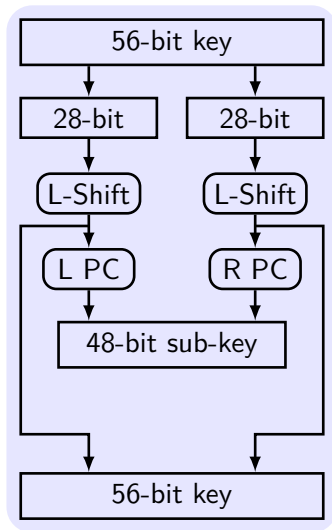 56-bit key
28-bit 28-bit
L-Shift L-Shift
L PC R PC
48-bit sub-key
56-bit key